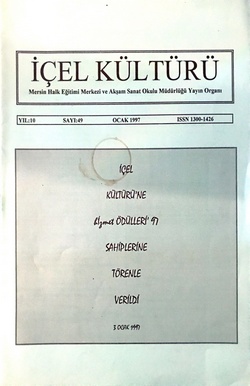 İÇEL KÜLTÜRÜ
Mersin Halk Eğitimi Merkezi ve Akşam Sanat Okulu Müdürlüğü Yayın Organı
YIL:10 SAYI:49 OCAK 1997 ISSN 1300-1426
İÇEL
KÜLTÜRÜ'NE
Hizmet ÖDÜLLERİ' 97
SAHİPLERİNE
TÖRENLE
VERİLDİ
3 OCAK 1997